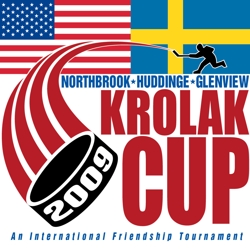 NORTHBROOK★HUDDINGE★GLENVIEW
KROLAK
CUP
2009
An International Friendship Tournament